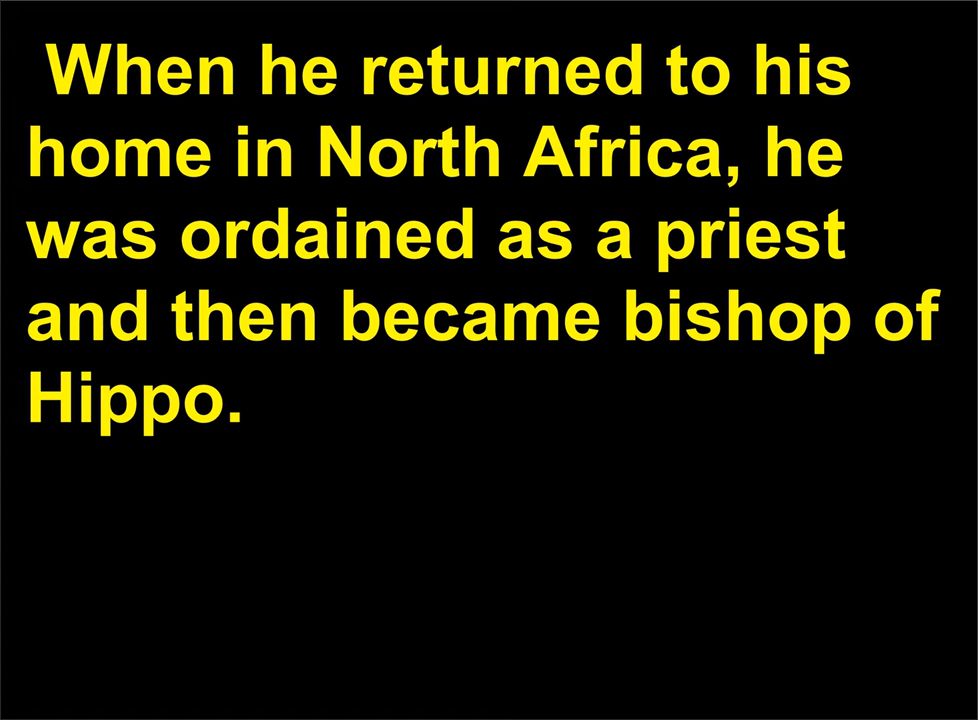 When he returned to his
home in North Africa, he
was ordained as a priest
and then became bishop of
Hippo.